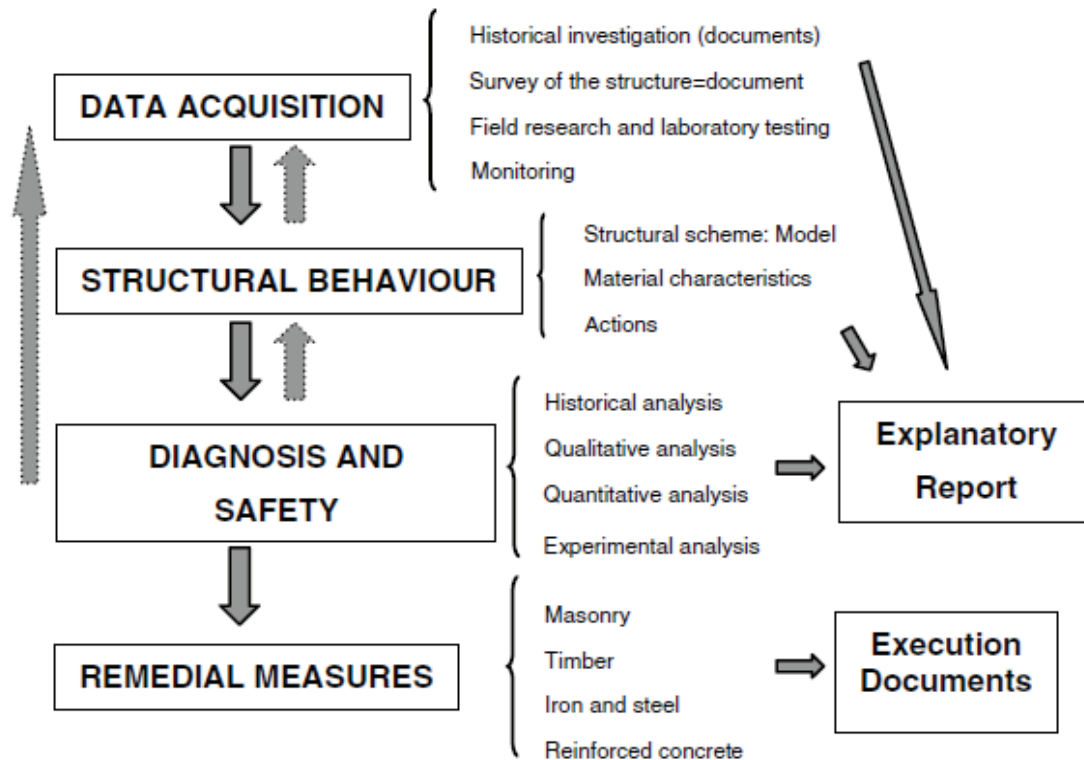 Historical investigation (documents)
Survey of the structure=document
DATA ACQUISITION
Field research and laboratory testing
Monitoring
Structural scheme: Model
STRUCTURAL BEHAVIOUR
Material characteristics
Actions
Historical analysis
DIAGNOSIS AND
SAFETY
Qualitative analysis
Quantitative analysis
Experimental analysis
Explanatory
Report
Masonry
REMEDIAL MEASURES
Timber
Iron and steel
Reinforced concrete
Execution
Documents